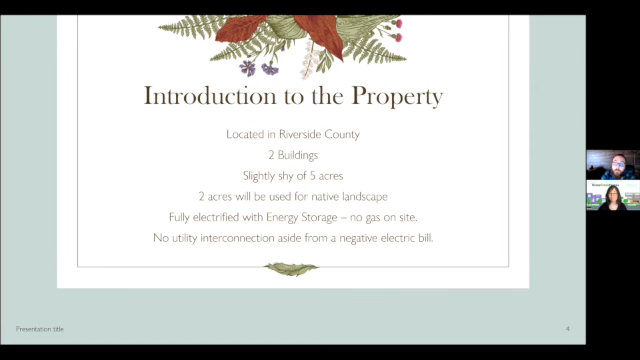 Introduction to the Property
Located in Riverside County
2 Buildings
Slightly shy of 5 acres
2 acres will be used for native landscape
Fully electrified with Energy Storage – no gas on site.
No utility interconnection aside from a negative electric bill.
Presentation title
4